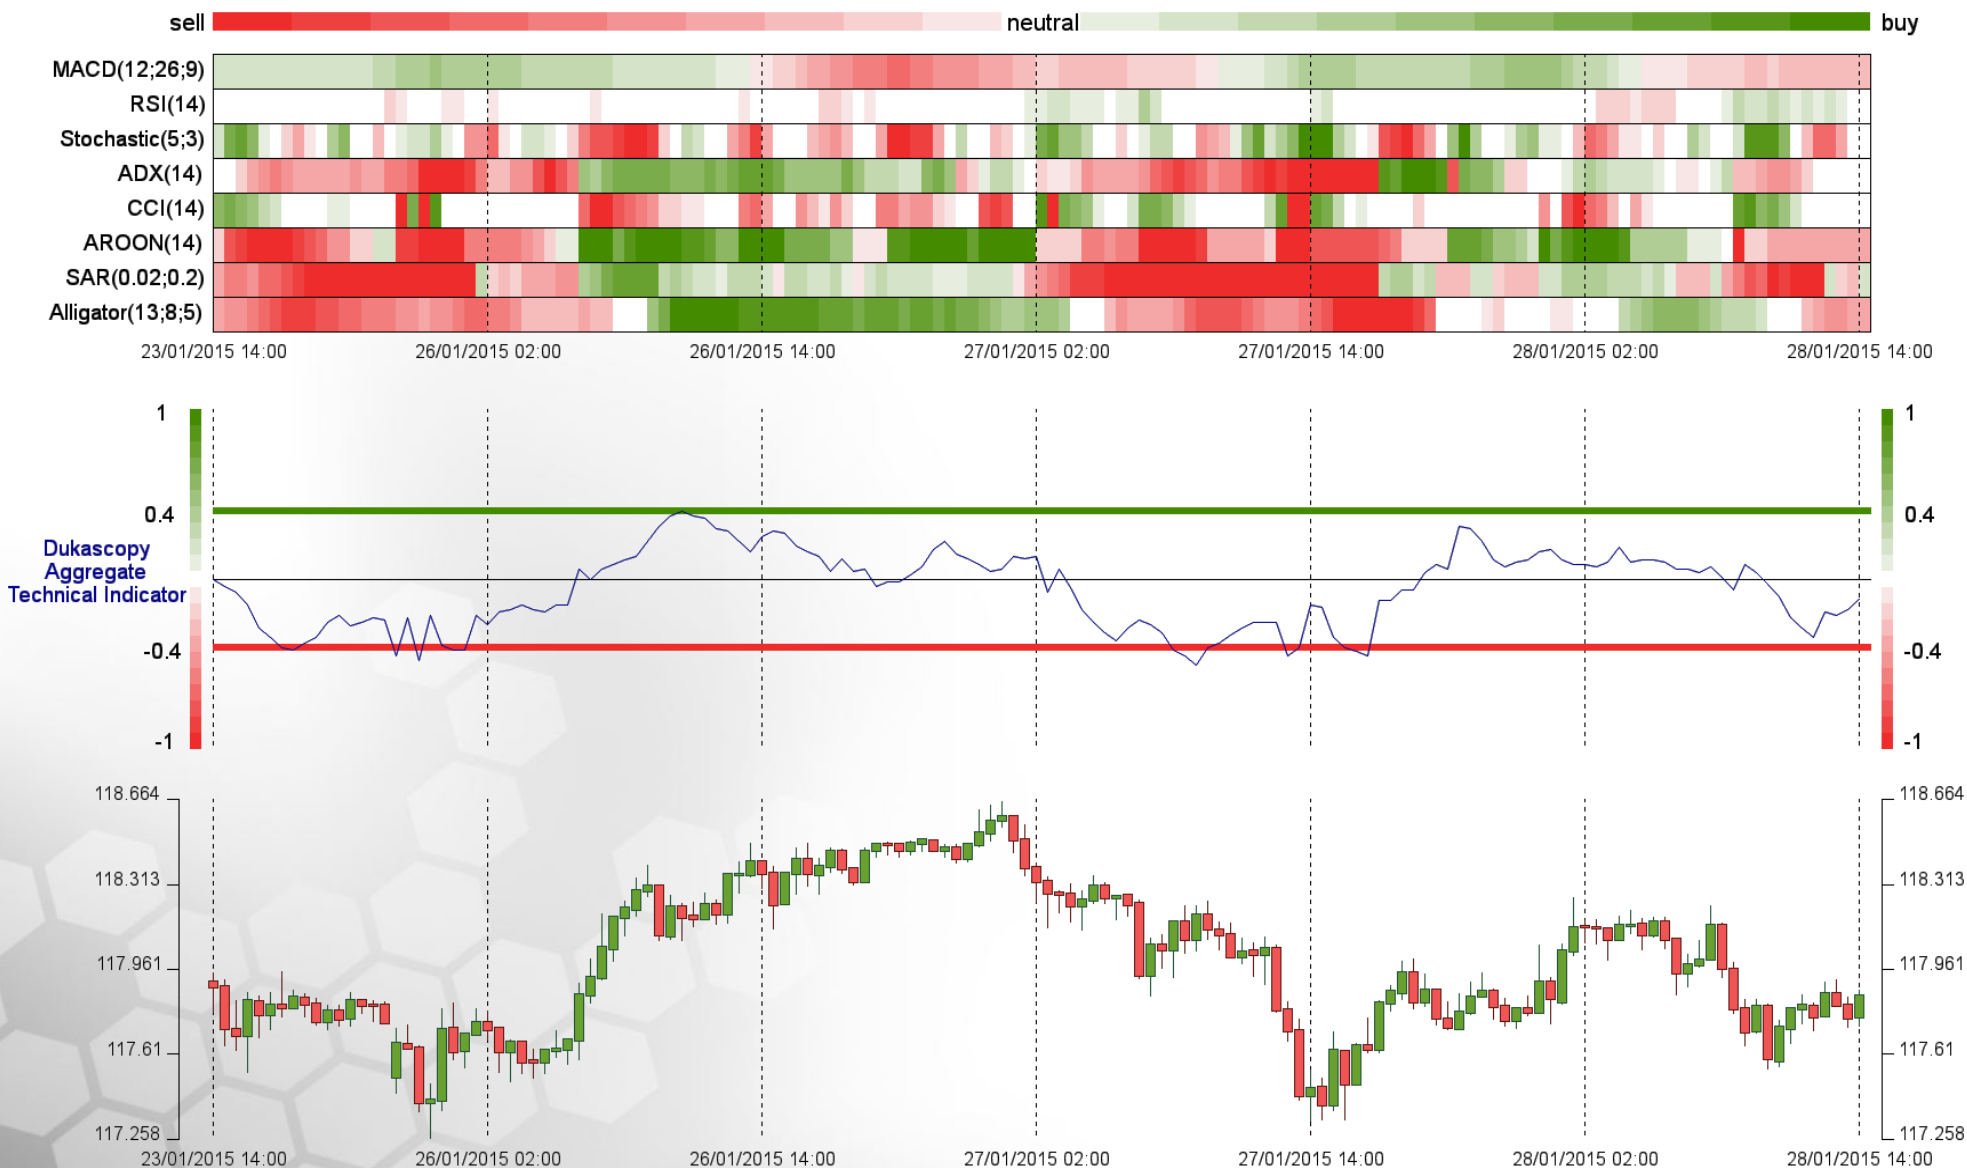 sell neutral buy
MACD(12;26;9)
RSI(14)
Stochastic(5;3)
ADX(14)
CCI(14)
AROON(14)
SAR(0.02;0.2)
Alligator(13;8;5)
23/01/2015 14:00 26/01/2015 02:00 26/01/2015 14:00 27/01/2015 02:00 27/01/2015 14:00 28/01/2015 02:00 28/01/2015 14:00
1 1
0.4 0.4
Dukascopy
Aggregate
Technical Indicator
-0.4 -0.4
-1 -1
118.664 118.664
118.313 118.313
117.961 117.961
117.61 117.61
117.258 117.258
23/01/2015 14:00 26/01/2015 02:00 26/01/2015 14:00 27/01/2015 02:00 27/01/2015 14:00 28/01/2015 02:00 28/01/2015 14:00